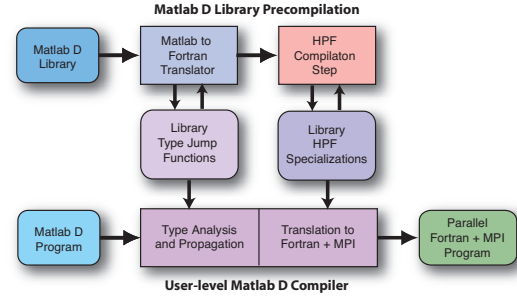 Matlab D Library Precompilation
Matlab D
Library
Matlab to
Fortran
Translator
HPF
Compilaton
Step
Library
Type Jump
Functions
Library
HPF
Specializations
Matlab D
Program
Type Analysis
and Propagation
Translation to
Fortran + MPI
Parallel
Fortran + MPI
Program
User-level Matlab D Compiler